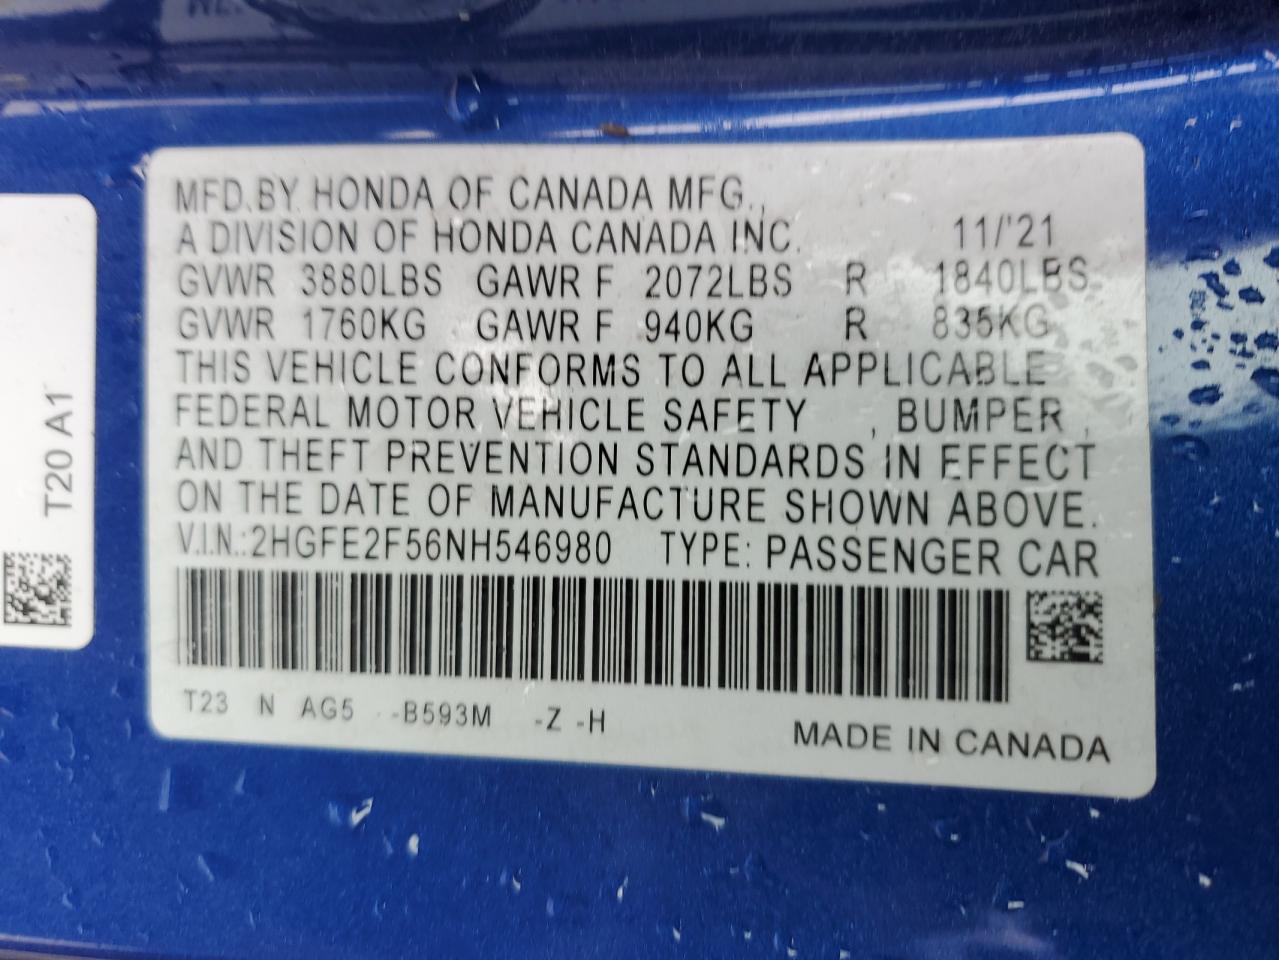 MFD.BY HONDA OF CANADA MFG.,
A DIVISION OF HONDA CANADA INC. 11/'21
GVWR 3880LBS GAWR F 2072LBS R 1840LBS
GVWR 1760KG GAWR F 940KG R 835KG
THIS VEHICLE CONFORMS TO ALL APPLICABLE
FEDERAL MOTOR VEHICLE SAFETY , BUMPER ,
AND THEFT PREVENTION STANDARDS IN EFFECT
ON THE DATE OF MANUFACTURE SHOWN ABOVE.
V.I.N.:2HGFE2F56NH546980 TYPE: PASSENGER CAR
T23 N AG5 --B593M -Z -H
MADE IN CANADA
T20 A1